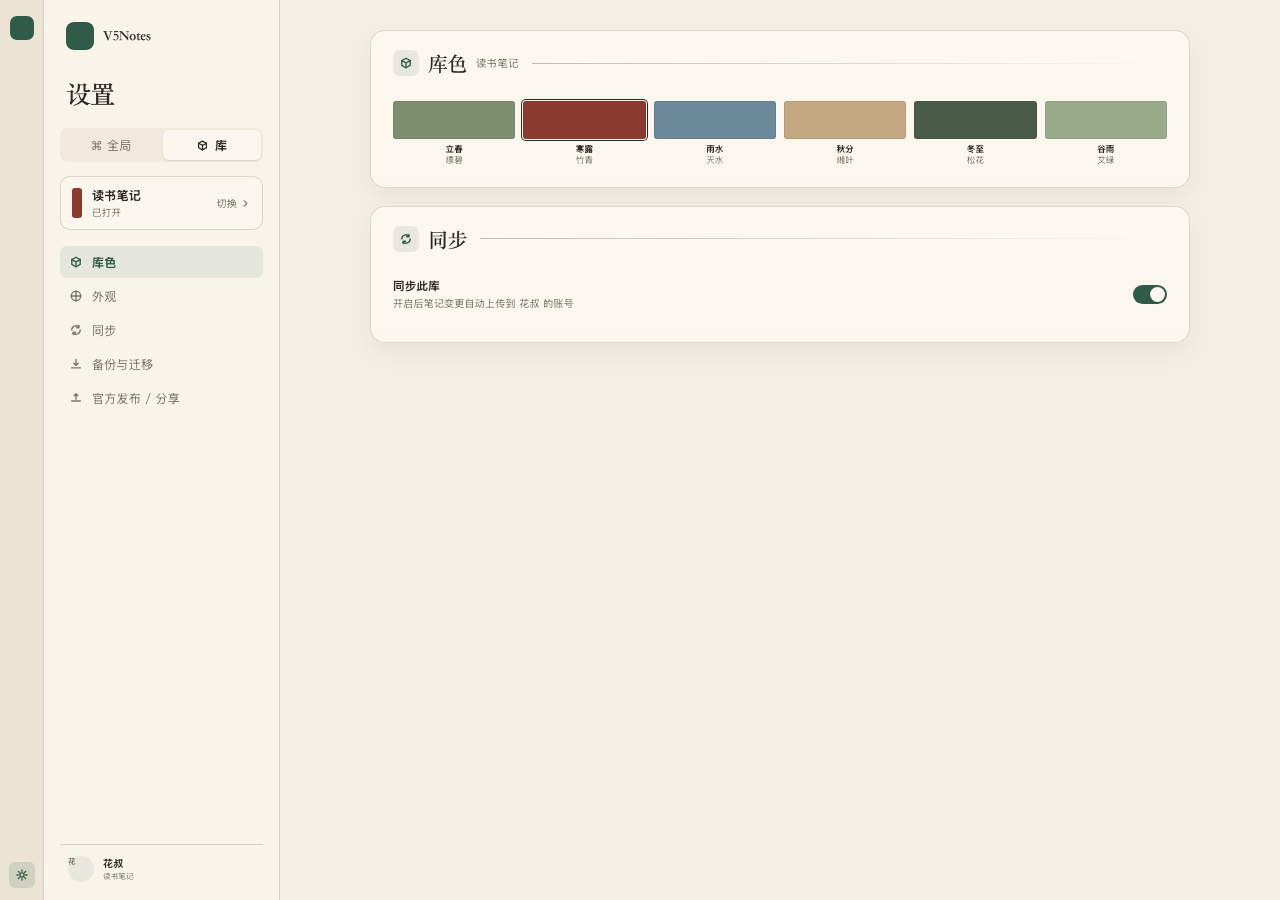 V5Notes
设置
⌘ 全局
库
读书笔记
已打开
切换
库色
外观
同步
备份与迁移
官方发布 / 分享
花
花叔
读书笔记
库色 读书笔记
立春
缥碧
寒露
竹青
雨水
天水
秋分
缃叶
冬至
松花
谷雨
艾绿
同步
同步此库
开启后笔记变更自动上传到 花叔 的账号